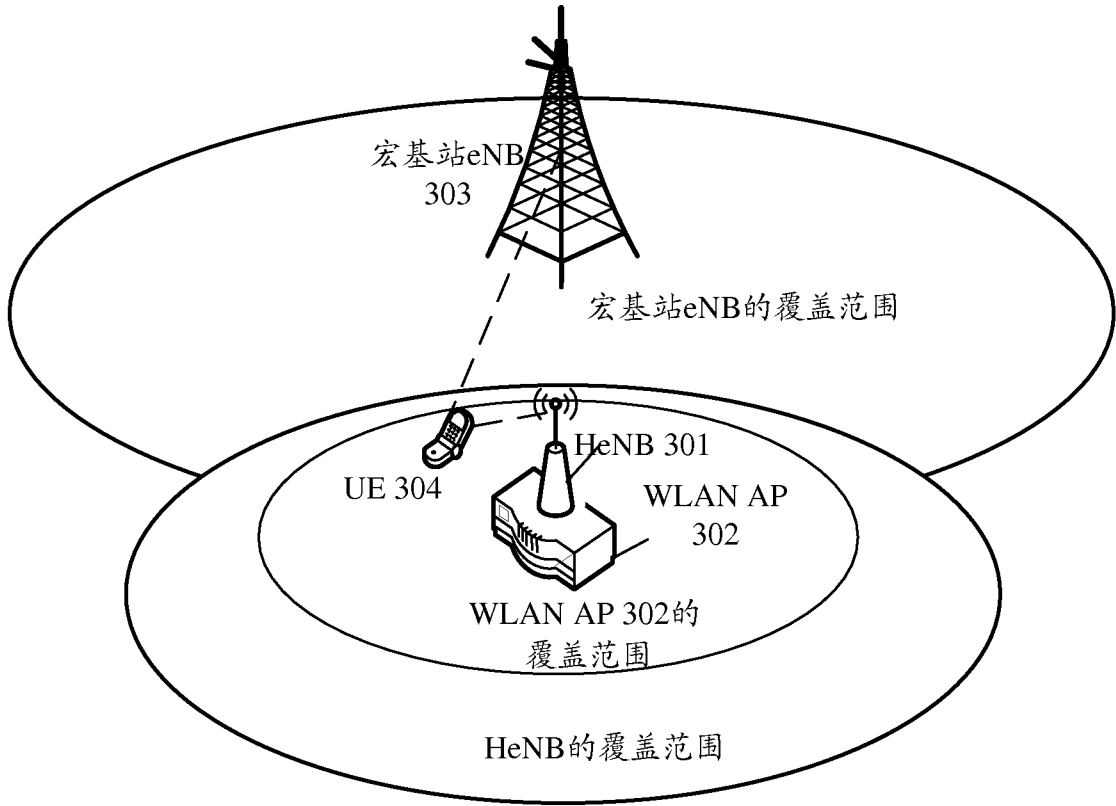 宏基站eNB
303
宏基站eNB的覆盖范围
HeNB 301
UE 304
WLAN AP
302
WLAN AP 302的
覆盖范围
HeNB的覆盖范围